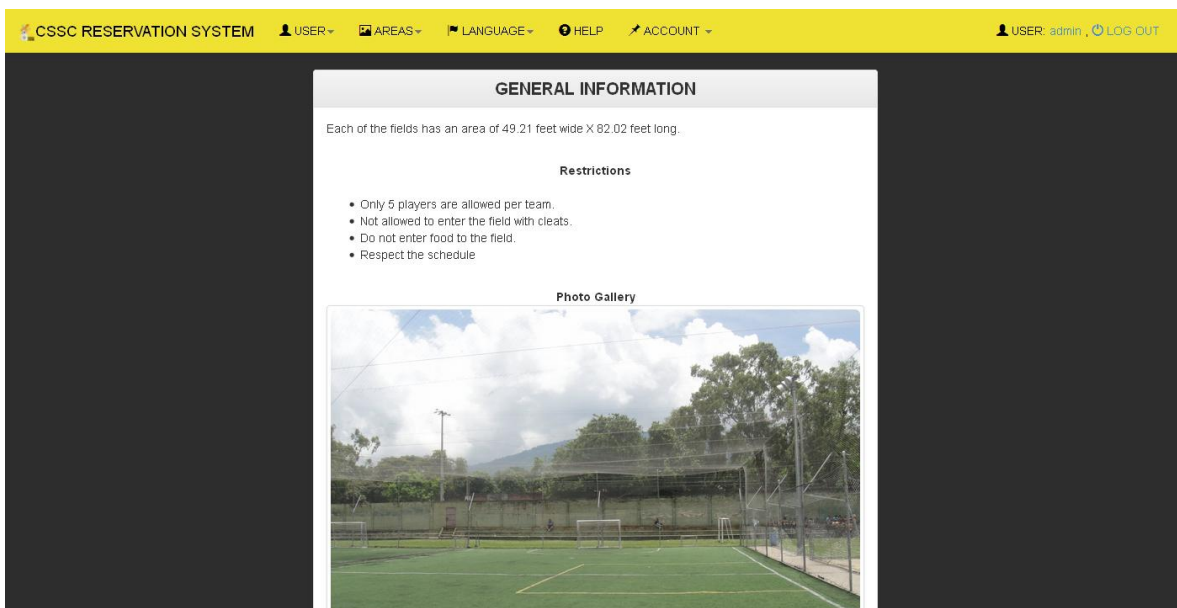 CSSC RESERVATION SYSTEM USER AREAS LANGUAGE HELP ACCOUNT USER: admin , LOG OUT
GENERAL INFORMATION
Each of the fields has an area of 49.21 feet wide X 82.02 feet long.
Restrictions
• Only 5 players are allowed per team.
• Not allowed to enter the field with cleats.
• Do not enter food to the field.
• Respect the schedule
Photo Gallery